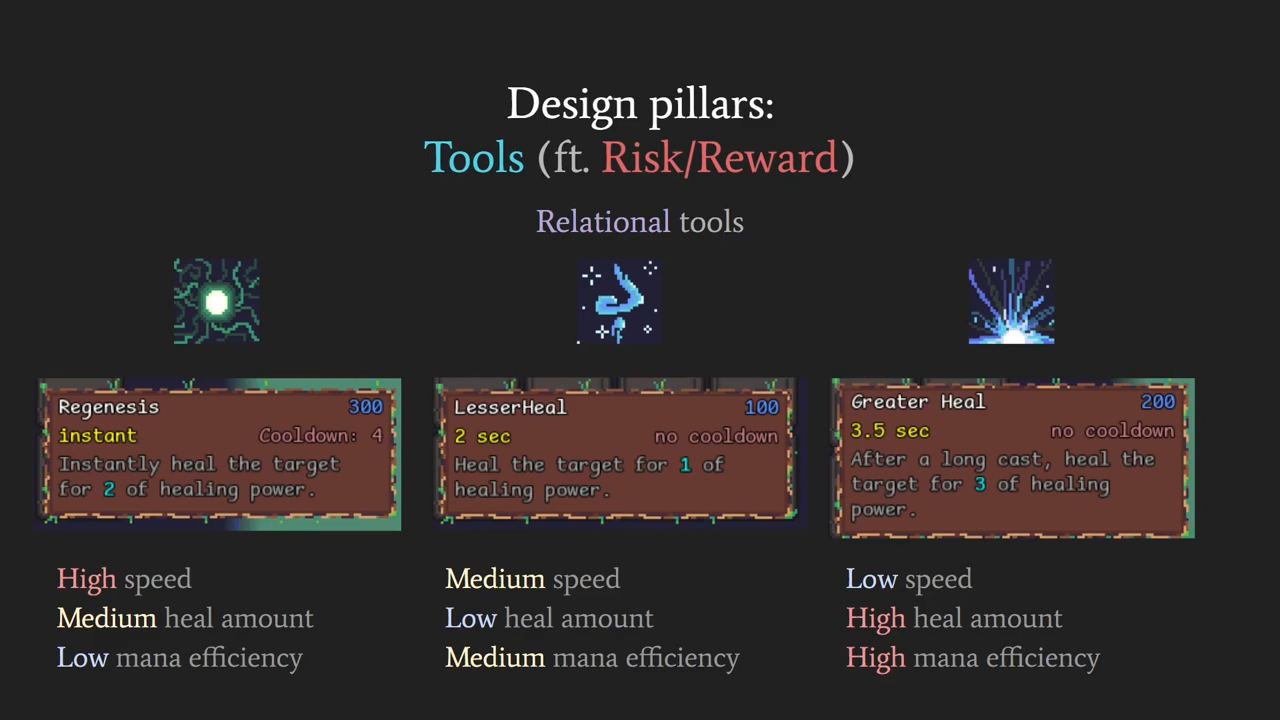 Design pillars:
Tools (ft. Risk/Reward)
Relational tools
Regenesis 300
instant Cooldown: 4
Instantly heal the target
for 2 of healing power.
LesserHeal 100
2 sec no cooldown
Heal the target for 1 of
healing power.
Greater Heal 200
3.5 sec no cooldown
After a long cast, heal the
target for 3 of healing
power.
High speed
Medium heal amount
Low mana efficiency
Medium speed
Low heal amount
Medium mana efficiency
Low speed
High heal amount
High mana efficiency